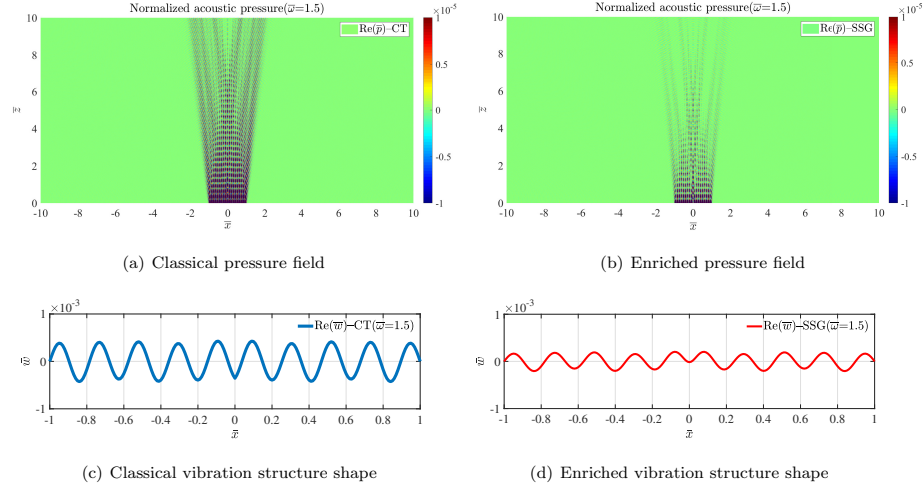 Normalized acoustic pressure(ω̅=1.5)
×10⁻⁵
Re(p̅)–CT
10
8
6
4
2
0
z̅
-10 -8 -6 -4 -2 0 2 4 6 8 10
x̅
1
0.5
0
-0.5
-1
(a) Classical pressure field
Normalized acoustic pressure(ω̅=1.5)
×10⁻⁵
Re(p̅)–SSG
10
8
6
4
2
0
z̅
-10 -8 -6 -4 -2 0 2 4 6 8 10
x̅
1
0.5
0
-0.5
-1
(b) Enriched pressure field
×10⁻³
Re(w̅)–CT(ω̅=1.5)
1
0
-1
w̅
-1 -0.8 -0.6 -0.4 -0.2 0 0.2 0.4 0.6 0.8 1
x̅
(c) Classical vibration structure shape
×10⁻³
Re(w̅)–SSG(ω̅=1.5)
1
0
-1
w̅
-1 -0.8 -0.6 -0.4 -0.2 0 0.2 0.4 0.6 0.8 1
x̅
(d) Enriched vibration structure shape